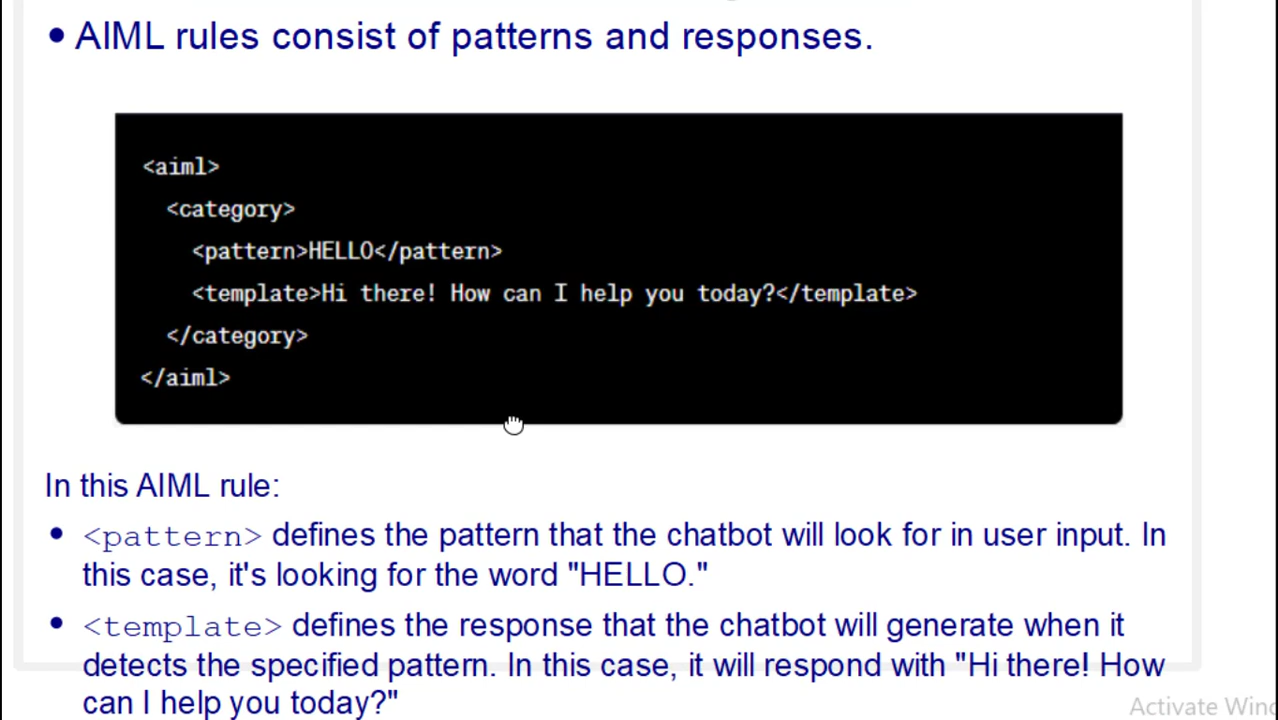 • AIML rules consist of patterns and responses.
<aiml>
<category>
<pattern>HELLO</pattern>
<template>Hi there! How can I help you today?</template>
</category>
</aiml>
In this AIML rule:
• <pattern> defines the pattern that the chatbot will look for in user input. In
this case, it's looking for the word "HELLO."
• <template> defines the response that the chatbot will generate when it
detects the specified pattern. In this case, it will respond with "Hi there! How
can I help you today?"
Activate Wind